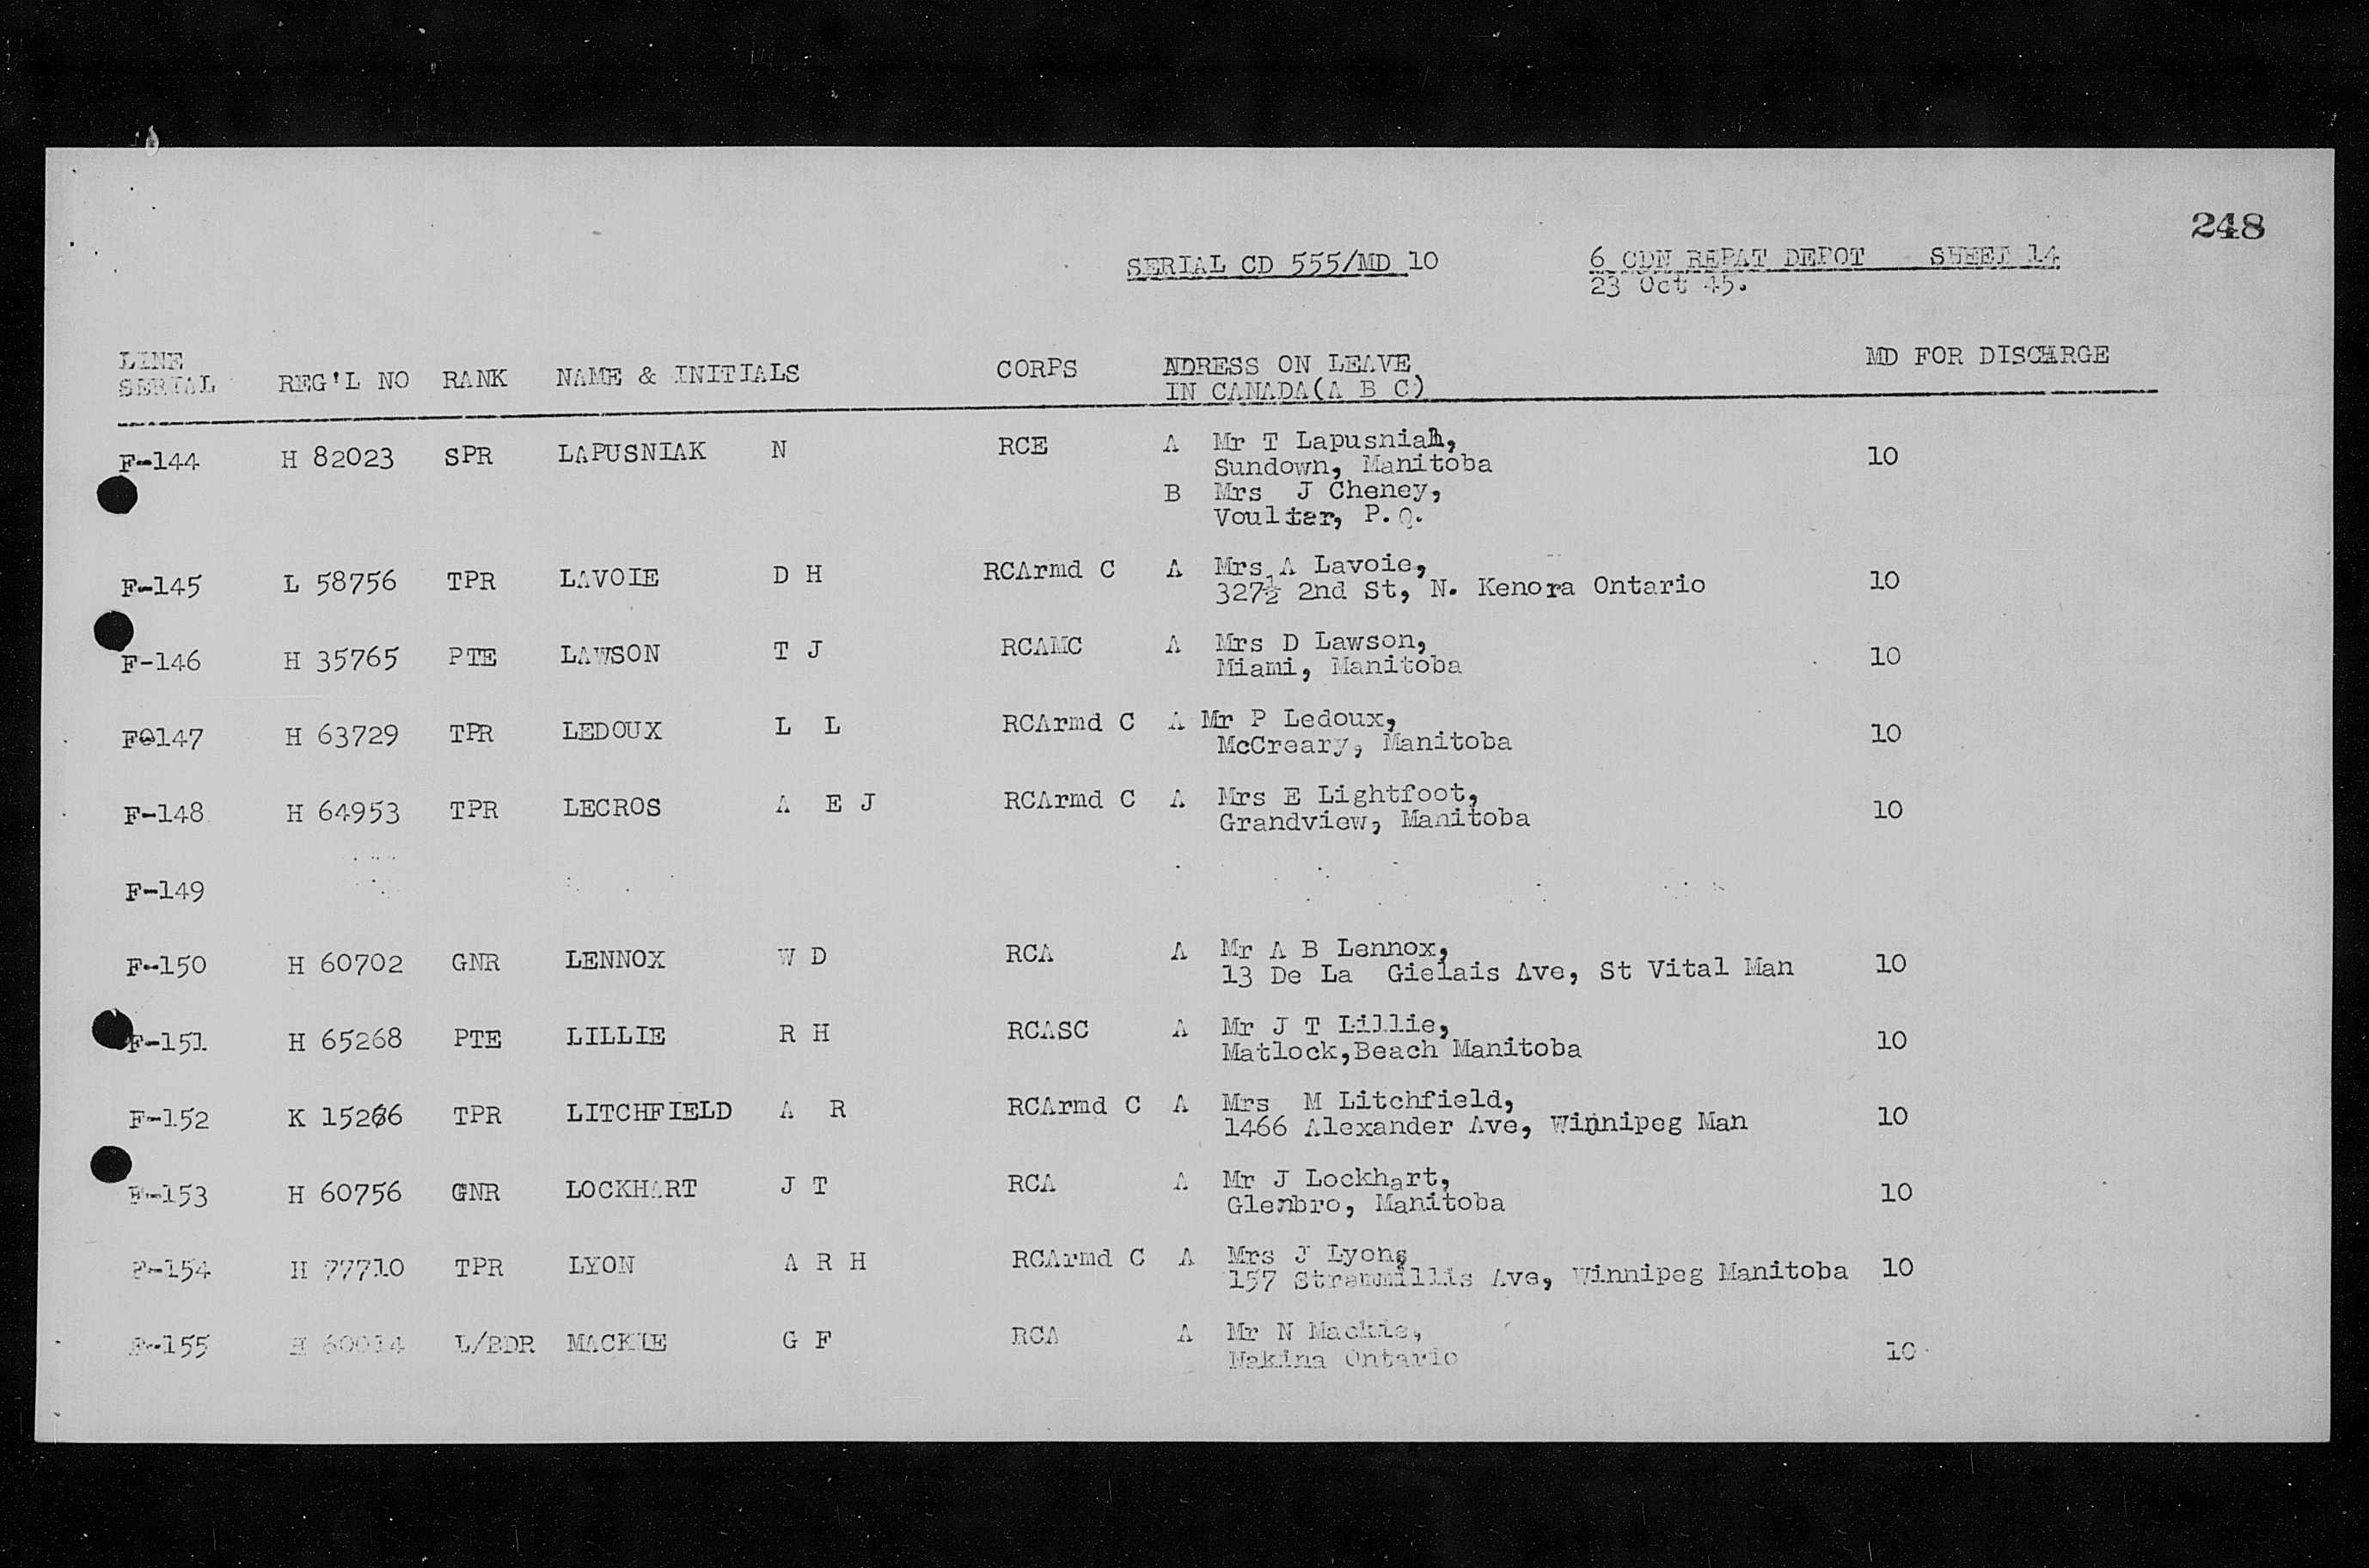 248
SERIAL CD 555/MD 10 6 CDN REPAT DEPOT SHEET 14
23 Oct 45.
LINE
SERIAL REG'L NO RANK NAME & INITIALS CORPS ADRESS ON LEAVE MD FOR DISCHARGE
IN CANADA(A B C)
F-144 H 82023 SPR LAPUSNIAK N RCE A Mr T Lapusniah, 10
Sundown, Manitoba
B Mrs J Cheney,
Voulter, P.Q.
F-145 L 58756 TPR LAVOIE D H RCArmd C A Mrs A Lavoie, 10
327½ 2nd St, N. Kenora Ontario
F-146 H 35765 PTE LAWSON T J RCAMC A Mrs D Lawson, 10
Miami, Manitoba
F0147 H 63729 TPR LEDOUX L L RCArmd C A Mr P Ledoux, 10
McCreary, Manitoba
F-148 H 64953 TPR LECROS A E J RCArmd C A Mrs E Lightfoot, 10
Grandview, Manitoba
F-149
F-150 H 60702 GNR LENNOX W D RCA A Mr A B Lennox, 10
13 De La Gielais Ave, St Vital Man
F-151 H 65268 PTE LILLIE R H RCASC A Mr J T Lillie, 10
Matlock,Beach Manitoba
F-152 K 15266 TPR LITCHFIELD A R RCArmd C A Mrs M Litchfield, 10
1466 Alexander Ave, Winnipeg Man
F-153 H 60756 GNR LOCKHART J T RCA A Mr J Lockhart, 10
Glenbro, Manitoba
F-154 H 77710 TPR LYON A R H RCArmd C A Mrs J Lyon, 10
157 Ave, Winnipeg Manitoba
F-155 H 60014 L/BDR MACKIE G F RCA A Mr N Mackie, 10
Nakina Ontario